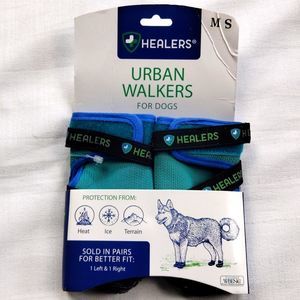 HEALERS®
M S
URBAN
WALKERS
FOR DOGS
HEALERS
HEALERS
PROTECTION FROM:
Heat
Ice
Terrain
SOLD IN PAIRS
FOR BETTER FIT:
1 Left & 1 Right